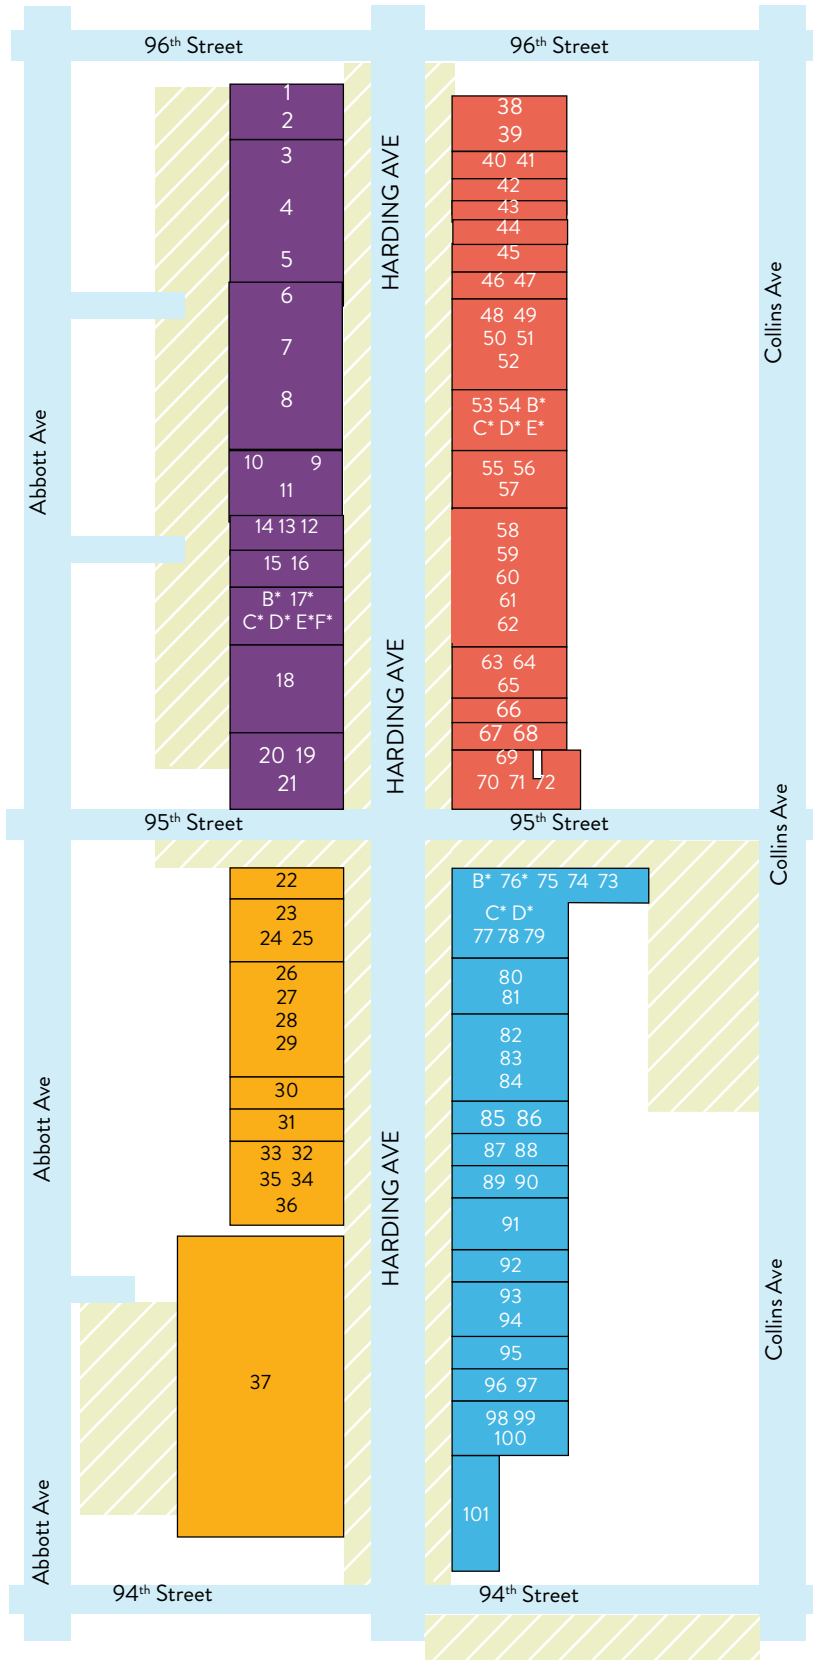 96th Street
96th Street
1
2
3
4
5
6
7
8
10 9
11
14 13 12
15 16
B* 17*
C* D* E*F*
18
20 19
21
HARDING AVE
HARDING AVE
38
39
40 41
42
43
44
45
46 47
48 49
50 51
52
53 54 B*
C* D* E*
55 56
57
58
59
60
61
62
63 64
65
66
67 68
69
70 71 72
Abbott Ave
Collins Ave
95th Street
95th Street
Collins Ave
22
23
24 25
26
27
28
29
30
31
33 32
35 34
36
37
Abbott Ave
Abbott Ave
HARDING AVE
B* 76* 75 74 73
C* D*
77 78 79
80
81
82
83
84
85 86
87 88
89 90
91
92
93
94
95
96 97
98 99
100
101
Collins Ave
94th Street
94th Street